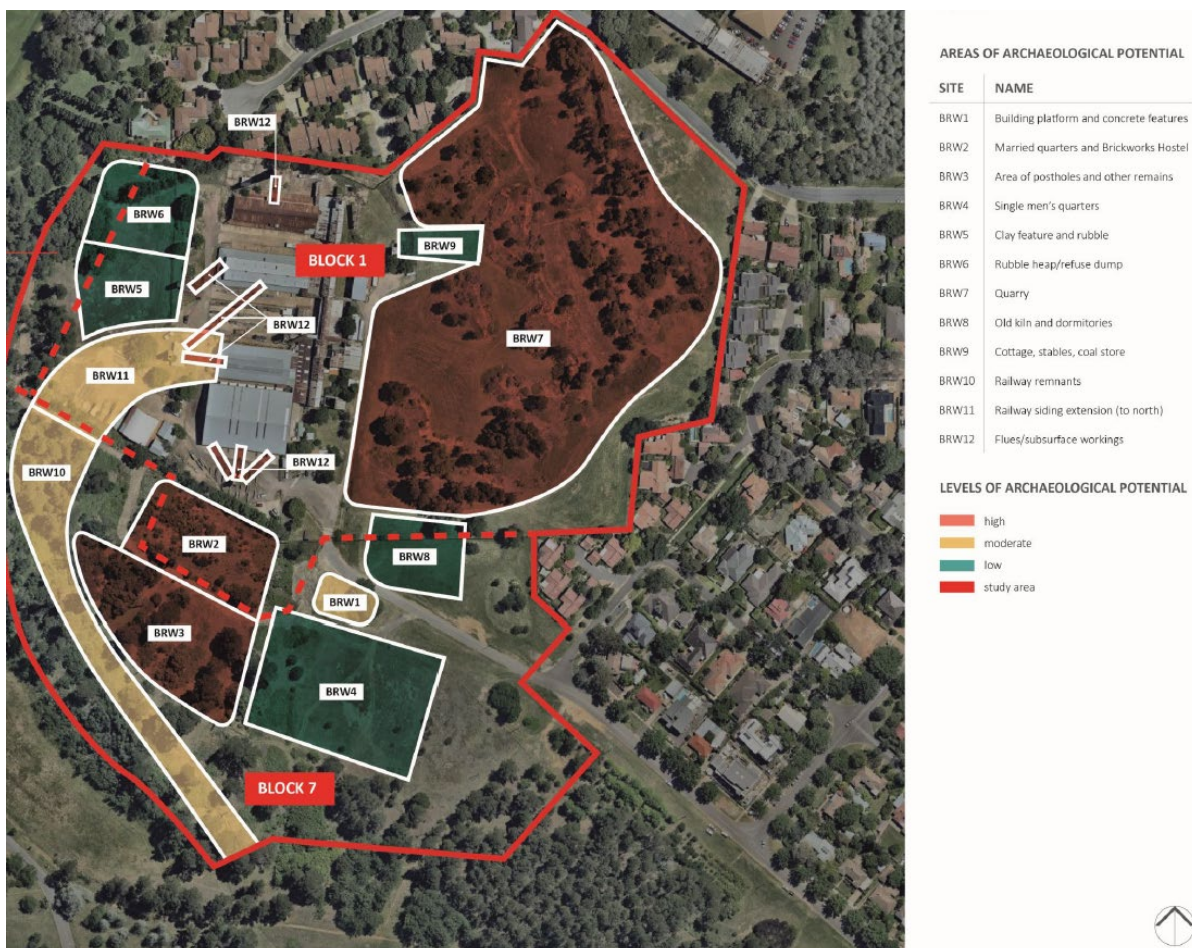 AREAS OF ARCHAEOLOGICAL POTENTIAL
SITE NAME
BRW1 Building platform and concrete features
BRW2 Married quarters and Brickworks Hostel
BRW3 Area of postholes and other remains
BRW4 Single men's quarters
BRW5 Clay feature and rubble
BRW6 Rubble heap/refuse dump
BRW7 Quarry
BRW8 Old kiln and dormitories
BRW9 Cottage, stables, coal store
BRW10 Railway remnants
BRW11 Railway siding extension (to north)
BRW12 Flues/subsurface workings
LEVELS OF ARCHAEOLOGICAL POTENTIAL
high
moderate
low
study area
BRW12
BRW6
BRW9
BLOCK 1
BRW5
BRW12
BRW7
BRW11
BRW12
BRW10
BRW2
BRW8
BRW1
BRW3
BRW4
BLOCK 7